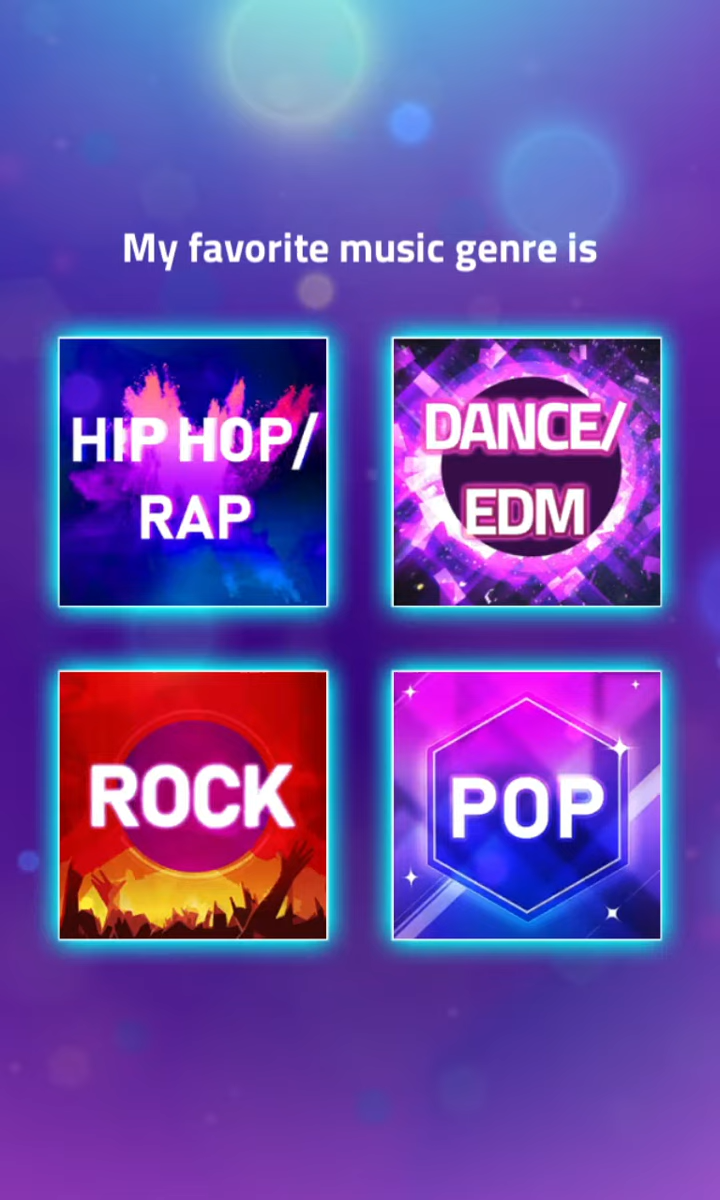 My favorite music genre is
HIP HOP/
RAP
DANCE/
EDM
ROCK
POP